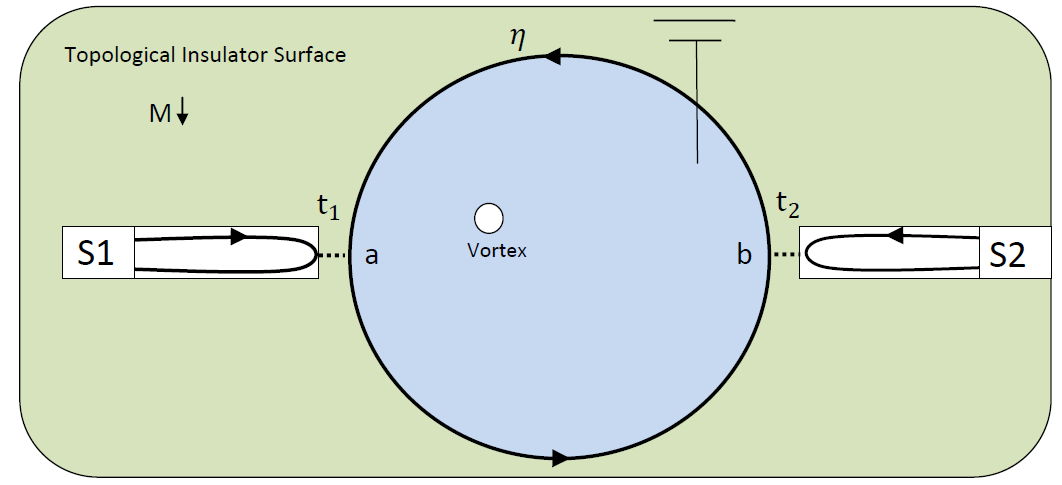 η
Topological Insulator Surface
M↓
t₁
t₂
S1
a
Vortex
b
S2